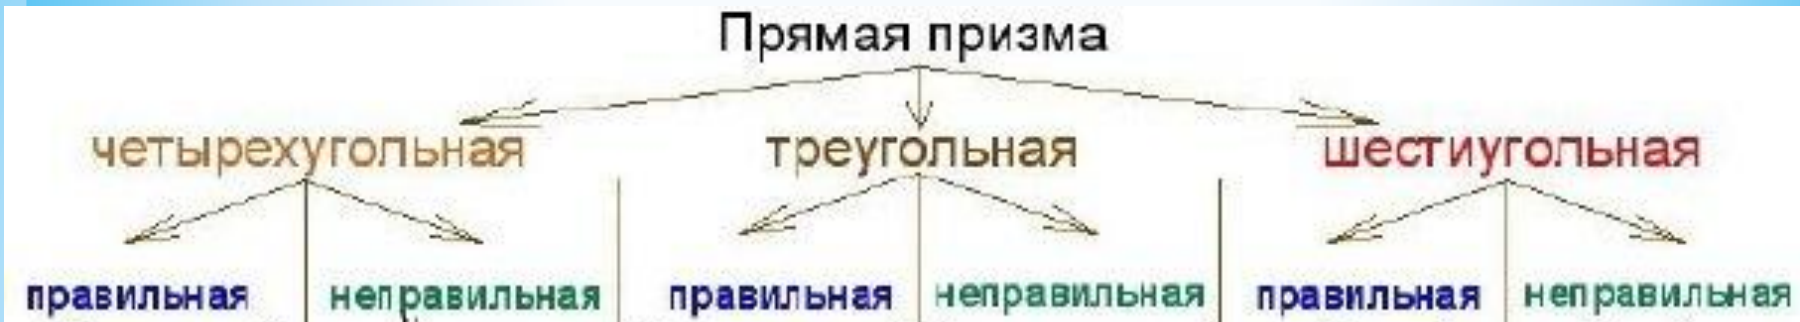 Прямая призма
четырехугольная треугольная шестиугольная
правильная неправильная правильная неправильная правильная неправильная